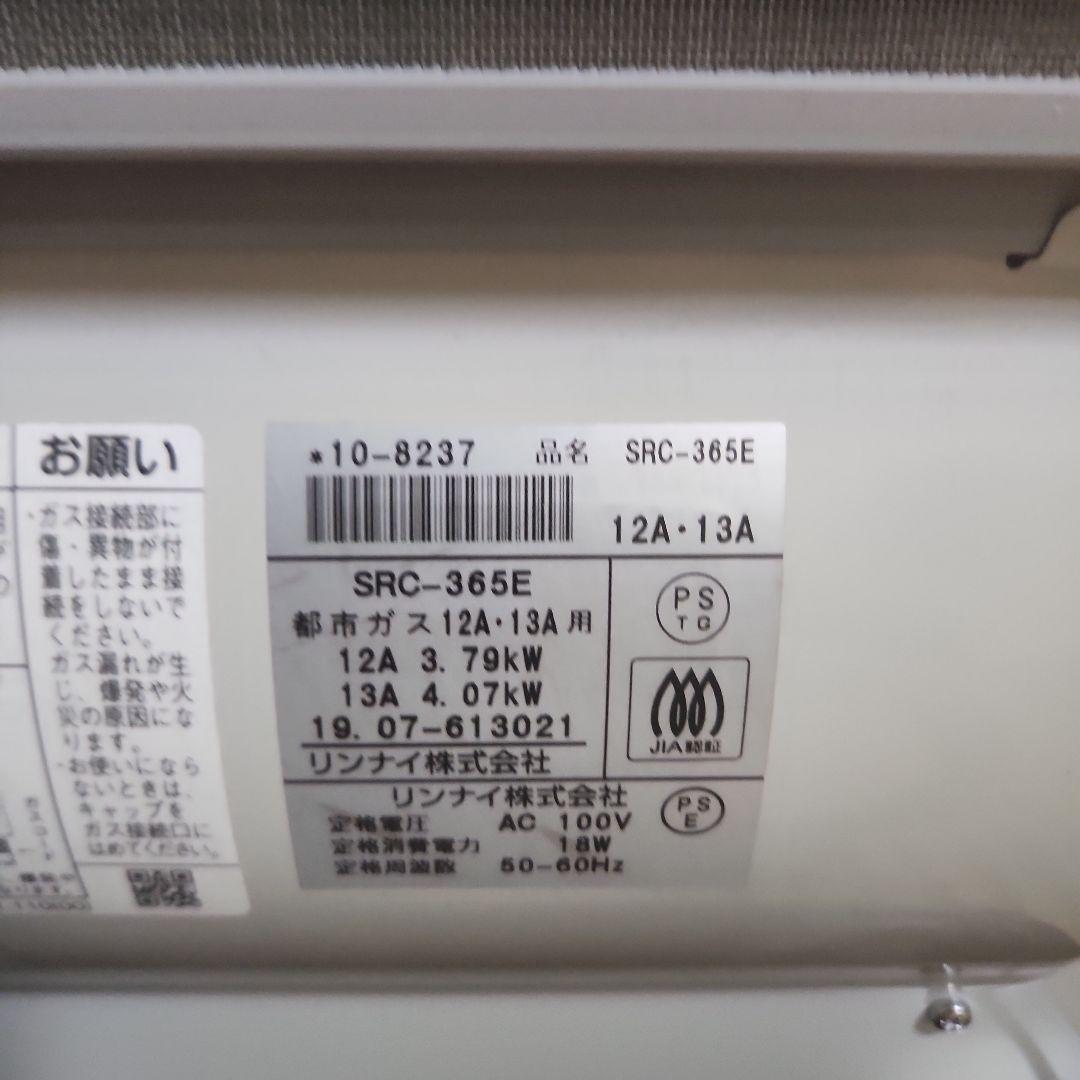 お願い
・ガス接続部に
傷・異物が付
着したまま接
続をしないで
ください。
ガス漏れが生
じ、爆発や火
災の原因にな
ります。
・お使いになら
ないときは、
キャップを
ガス接続口に
はめてください。
ガスコード
*10-8237 品名 SRC-365E
12A・13A
SRC-365E
都市ガス12A・13A用
12A 3.79kW
13A 4.07kW
19.07-613021
リンナイ株式会社
PS
TG
JIA認証
リンナイ株式会社
定格電圧 AC 100V
定格消費電力 18W
定格周波数 50-60Hz
PS
E